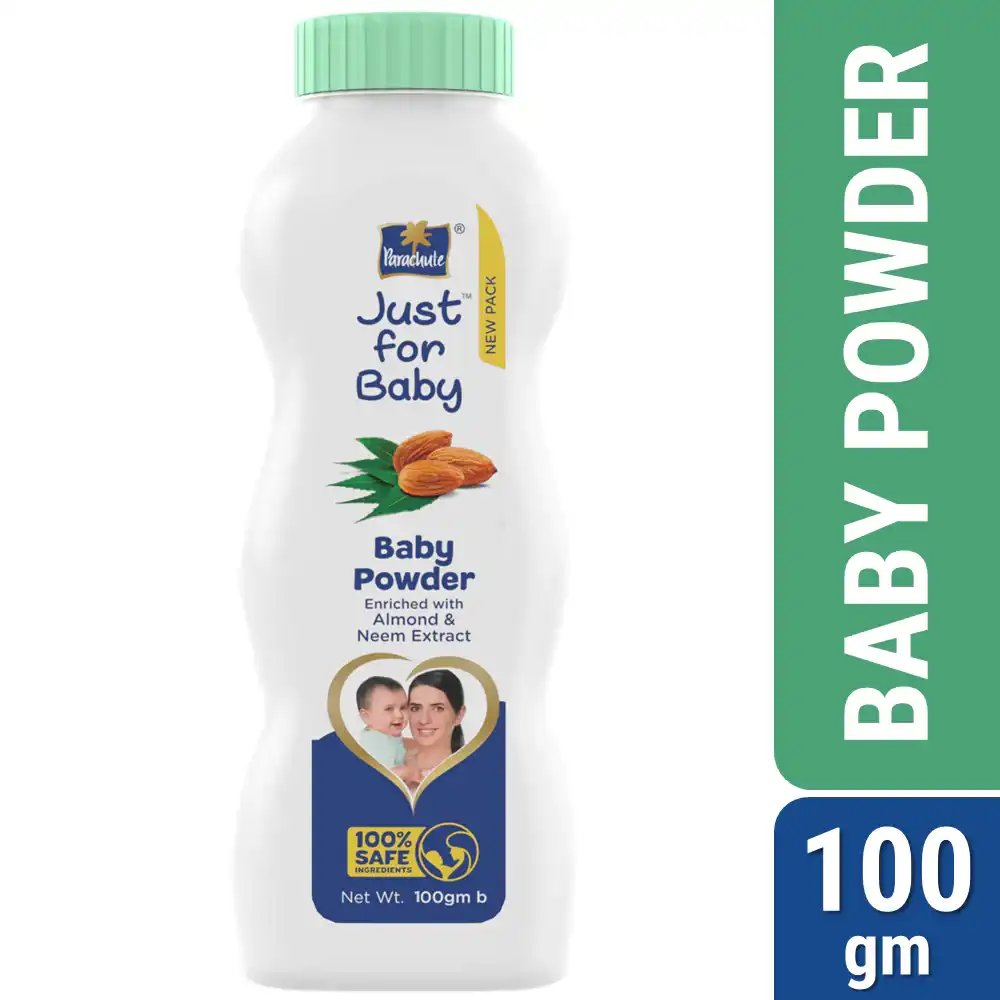 Parachute ®
Just™
for
Baby
NEW PACK
Baby
Powder
Enriched with
Almond &
Neem Extract
100%
SAFE
INGREDIENTS
Net Wt. 100gm b
BABY POWDER
100
gm